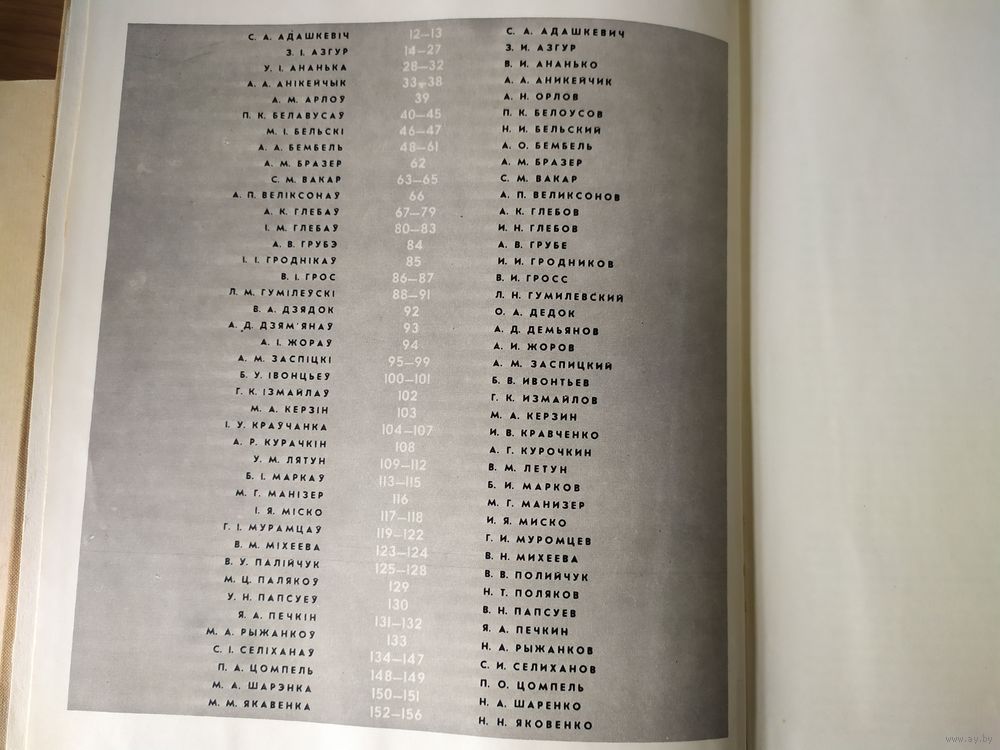 С. А. АДАШКЕВІЧ 12—13 С. А. АДАШКЕВИЧ
З. І. АЗГУР 14—27 З. И. АЗГУР
У. І. АНАНЬКА 28—32 В. И. АНАНЬКО
А. А. АНІКЕЙЧЫК 33—38 А. А. АНИКЕЙЧИК
А. М. АРЛОЎ 39 А. Н. ОРЛОВ
П. К. БЕЛАВУСАЎ 40—45 П. К. БЕЛОУСОВ
М. І. БЕЛЬСКІ 46—47 Н. И. БЕЛЬСКИЙ
А. А. БЕМБЕЛЬ 48—61 А. О. БЕМБЕЛЬ
А. М. БРАЗЕР 62 А. М. БРАЗЕР
С. М. ВАКАР 63—65 С. М. ВАКАР
А. П. ВЕЛІКСОНАЎ 66 А. П. ВЕЛИКСОНОВ
А. К. ГЛЕБАЎ 67—79 А. К. ГЛЕБОВ
І. М. ГЛЕБАЎ 80—83 И. Н. ГЛЕБОВ
А. В. ГРУБЭ 84 А. В. ГРУБЕ
І. І. ГРОДНІКАЎ 85 И. И. ГРОДНИКОВ
В. І. ГРОС 86—87 В. И. ГРОСС
Л. М. ГУМІЛЕЎСКІ 88—91 Л. Н. ГУМИЛЕВСКИЙ
В. А. ДЗЯДОК 92 О. А. ДЕДОК
А. Д. ДЗЯМ'ЯНАЎ 93 А. Д. ДЕМЬЯНОВ
А. І. ЖОРАЎ 94 А. И. ЖОРОВ
А. М. ЗАСПІЦКІ 95—99 А. М. ЗАСПИЦКИЙ
Б. У. ІВОНЦЬЕЎ 100—101 Б. В. ИВОНТЬЕВ
Г. К. ІЗМАЙЛАЎ 102 Г. К. ИЗМАЙЛОВ
М. А. КЕРЗІН 103 М. А. КЕРЗИН
І. У. КРАЎЧАНКА 104—107 И. В. КРАВЧЕНКО
А. Р. КУРАЧКІН 108 А. Г. КУРОЧКИН
У. М. ЛЯТУН 109—112 В. М. ЛЕТУН
Б. І. МАРКАЎ 113—115 Б. И. МАРКОВ
М. Г. МАНІЗЕР 116 М. Г. МАНИЗЕР
І. Я. МІСКО 117—118 И. Я. МИСКО
Г. І. МУРАМЦАЎ 119—122 Г. И. МУРОМЦЕВ
В. М. МІХЕЕВА 123—124 В. Н. МИХЕЕВА
В. У. ПАЛІЙЧУК 125—128 В. В. ПОЛИЙЧУК
М. Ц. ПАЛЯКОЎ 129 Н. Т. ПОЛЯКОВ
У. Н. ПАПСУЕЎ 130 В. Н. ПАПСУЕВ
Я. А. ПЕЧКІН 131—132 Я. А. ПЕЧКИН
М. А. РЫЖАНКОЎ 133 Н. А. РЫЖАНКОВ
С. І. СЕЛІХАНАЎ 134—147 С. И. СЕЛИХАНОВ
П. А. ЦОМПЕЛЬ 148—149 П. О. ЦОМПЕЛЬ
М. А. ШАРЭНКА 150—151 Н. А. ШАРЕНКО
М. М. ЯКАВЕНКА 152—156 Н. Н. ЯКОВЕНКО
www.ay.by